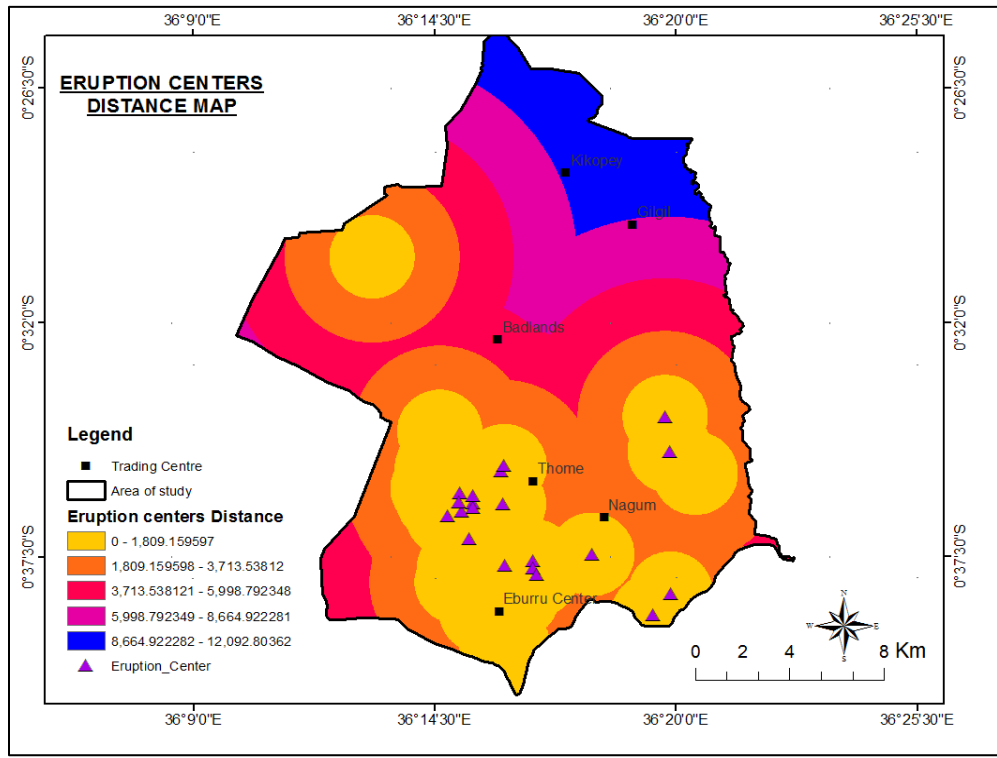 36°9'0"E 36°14'30"E 36°20'0"E 36°25'30"E
ERUPTION CENTERS
DISTANCE MAP
0°26'30"S 0°26'30"S
Kikopey
Gilgil
0°32'0"S 0°32'0"S
Badlands
Legend
Trading Centre
Area of study
Eruption centers Distance
0 - 1,809.159597
1,809.159598 - 3,713.53812
3,713.538121 - 5,998.792348
5,998.792349 - 8,664.922281
8,664.922282 - 12,092.80362
Eruption_Center
Thome
Nagum
0°37'30"S 0°37'30"S
Eburru Center
N
W E
S
0 2 4 6 8 Km
36°9'0"E 36°14'30"E 36°20'0"E 36°25'30"E